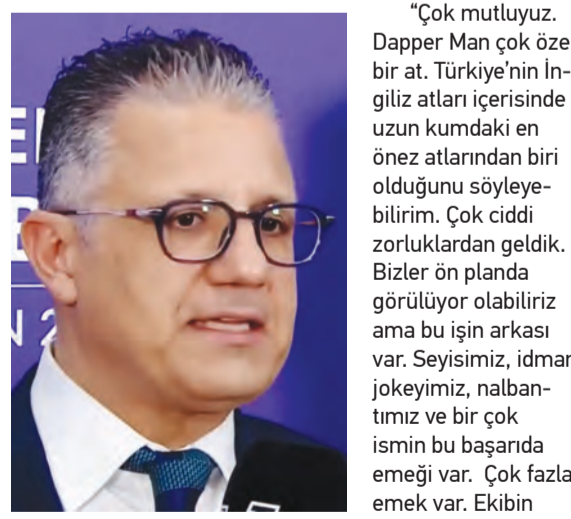 “Çok mutluyuz.
Dapper Man çok öze
bir at. Türkiye’nin İn-
giliz atları içerisinde
uzun kumdaki en
önez atlarından biri
olduğunu söyleye-
bilirim. Çok ciddi
zorluklardan geldik.
Bizler ön planda
görülüyor olabiliriz
ama bu işin arkası
var. Seyisimiz, idman
jokeyimiz, nalban-
tımız ve bir çok
ismin bu başarıda
emeği var. Çok fazla
emek var. Ekibin